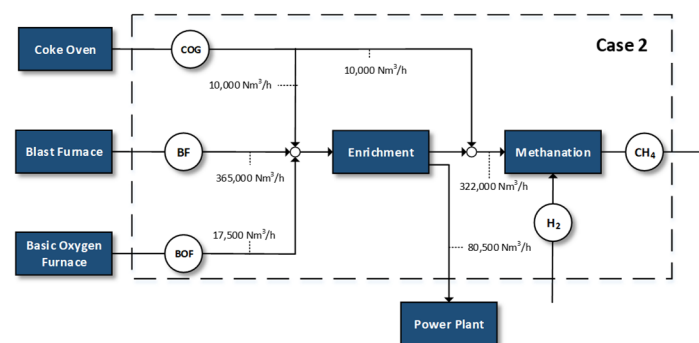 Coke Oven
COG
Case 2
10,000 Nm³/h
10,000 Nm³/h
Blast Furnace
BF
Enrichment
Methanation
CH₄
365,000 Nm³/h
322,000 Nm³/h
H₂
17,500 Nm³/h
Basic Oxygen
Furnace
BOF
80,500 Nm³/h
Power Plant